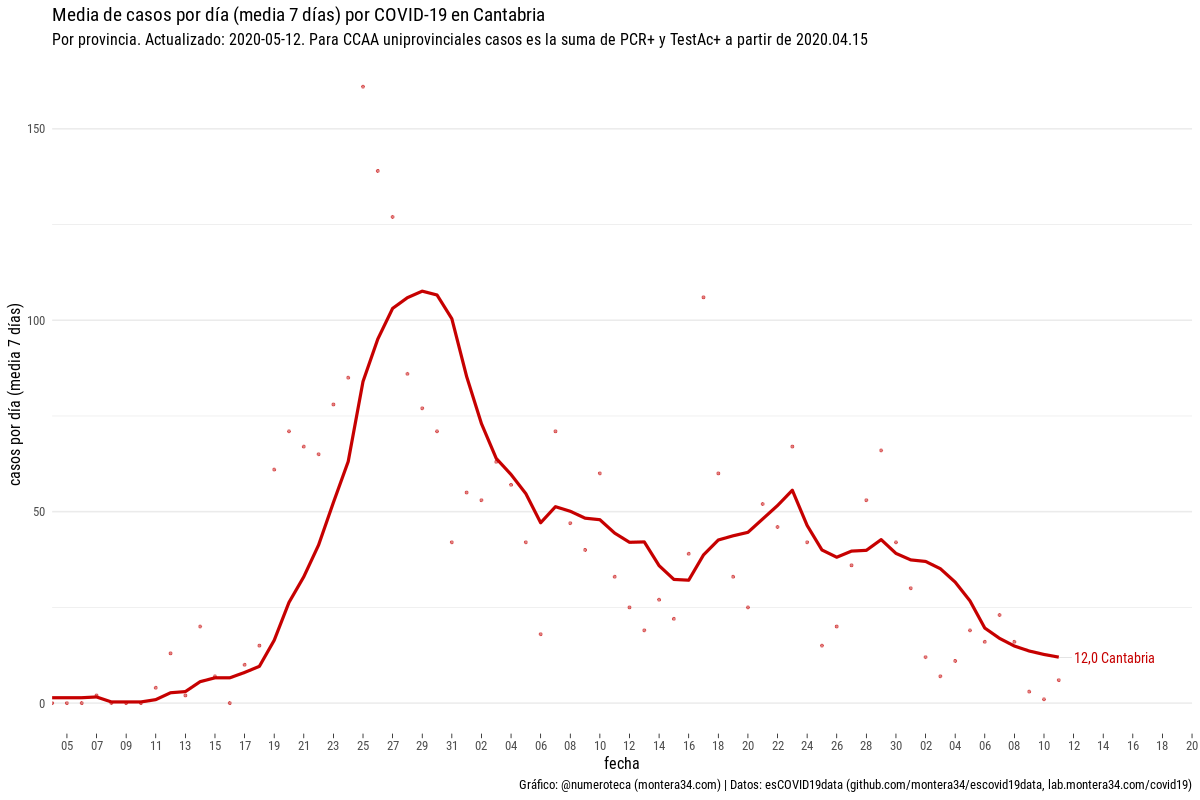 Media de casos por día (media 7 días) por COVID-19 en Cantabria
Por provincia. Actualizado: 2020-05-12. Para CCAA uniprovinciales casos es la suma de PCR+ y TestAc+ a partir de 2020.04.15
casos por día (media 7 días)
150
100
50
0
12,0 Cantabria
05 07 09 11 13 15 17 19 21 23 25 27 29 31 02 04 06 08 10 12 14 16 18 20 22 24 26 28 30 02 04 06 08 10 12 14 16 18 20
fecha
Gráfico: @numeroteca (montera34.com) | Datos: esCOVID19data (github.com/montera34/escovid19data, lab.montera34.com/covid19)